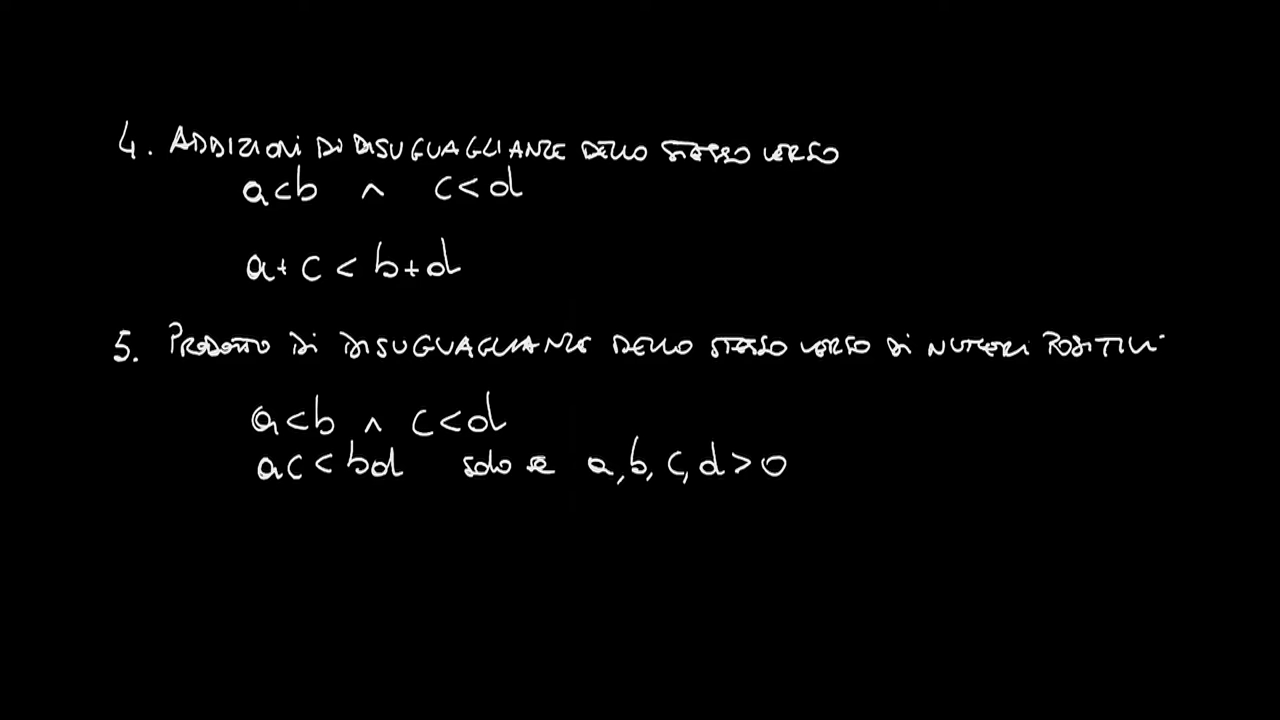 4. ADDIZIONI DI DISUGUAGLIANZE DELLO STESSO VERSO
a<b ∧ c<d
a+c < b+d
5. PRODOTTO DI DISUGUAGLIANZE DELLO STESSO VERSO DI NUMERI POSITIVI
a<b ∧ c<d
ac<bd solo se a,b,c,d>0